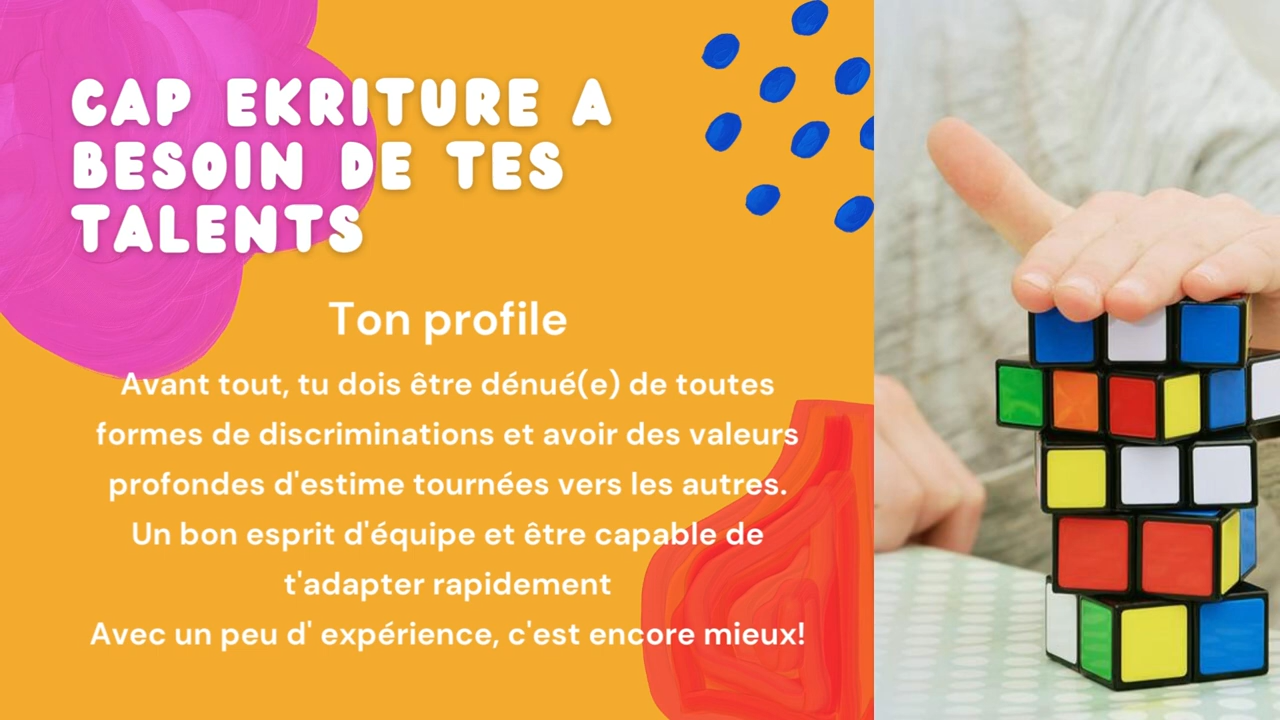 CAP EKRITURE A
BESOIN DE TES
TALENTS
Ton profile
Avant tout, tu dois être dénué(e) de toutes
formes de discriminations et avoir des valeurs
profondes d'estime tournées vers les autres.
Un bon esprit d'équipe et être capable de
t'adapter rapidement
Avec un peu d' expérience, c'est encore mieux!